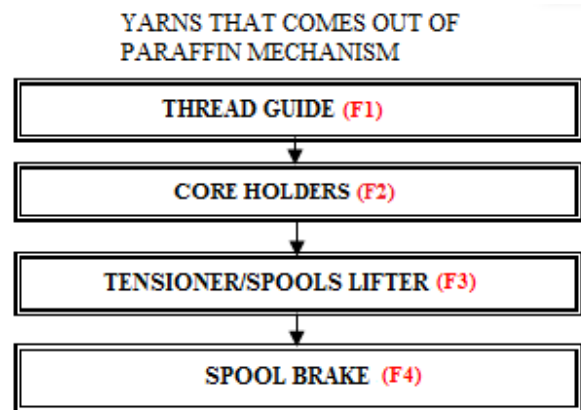 YARNS THAT COMES OUT OF
PARAFFIN MECHANISM
THREAD GUIDE (F1)
CORE HOLDERS (F2)
TENSIONER/SPOOLS LIFTER (F3)
SPOOL BRAKE (F4)